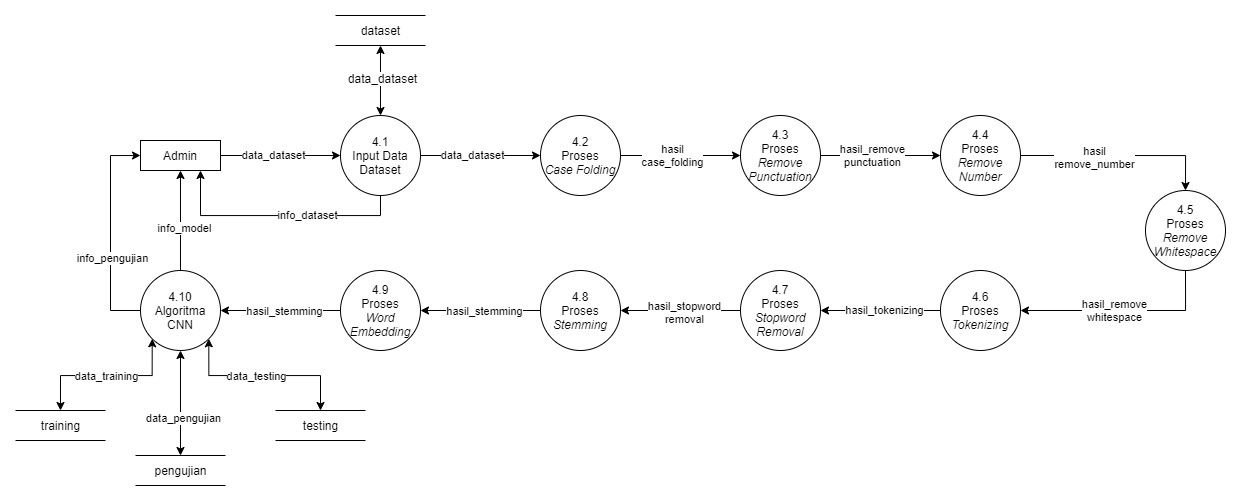 dataset
data_dataset
Admin
data_dataset
4.1
Input Data
Dataset
data_dataset
4.2
Proses
Case Folding
hasil
case_folding
4.3
Proses
Remove
Punctuation
hasil_remove
punctuation
4.4
Proses
Remove
Number
hasil
remove_number
4.5
Proses
Remove
Whitespace
info_dataset
info_model
info_pengujian
4.10
Algoritma
CNN
hasil_stemming
4.9
Proses
Word
Embedding
hasil_stemming
4.8
Proses
Stemming
hasil_stopword
removal
4.7
Proses
Stopword
Removal
hasil_tokenizing
4.6
Proses
Tokenizing
hasil_remove
whitespace
data_training
data_testing
data_pengujian
training
testing
pengujian